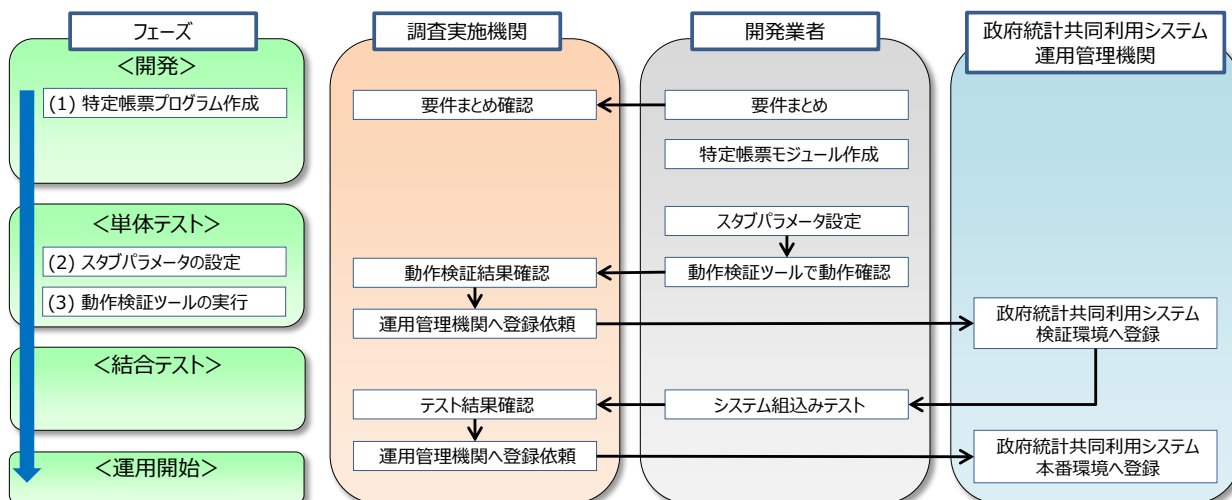 フェーズ
調査実施機関
開発業者
政府統計共同利用システム
運用管理機関
＜開発＞
(1) 特定帳票プログラム作成
要件まとめ確認
要件まとめ
特定帳票モジュール作成
＜単体テスト＞
スタブパラメータ設定
(2) スタブパラメータの設定
動作検証結果確認
動作検証ツールで動作確認
(3) 動作検証ツールの実行
運用管理機関へ登録依頼
政府統計共同利用システム
検証環境へ登録
＜結合テスト＞
テスト結果確認
システム組込みテスト
＜運用開始＞
運用管理機関へ登録依頼
政府統計共同利用システム
本番環境へ登録